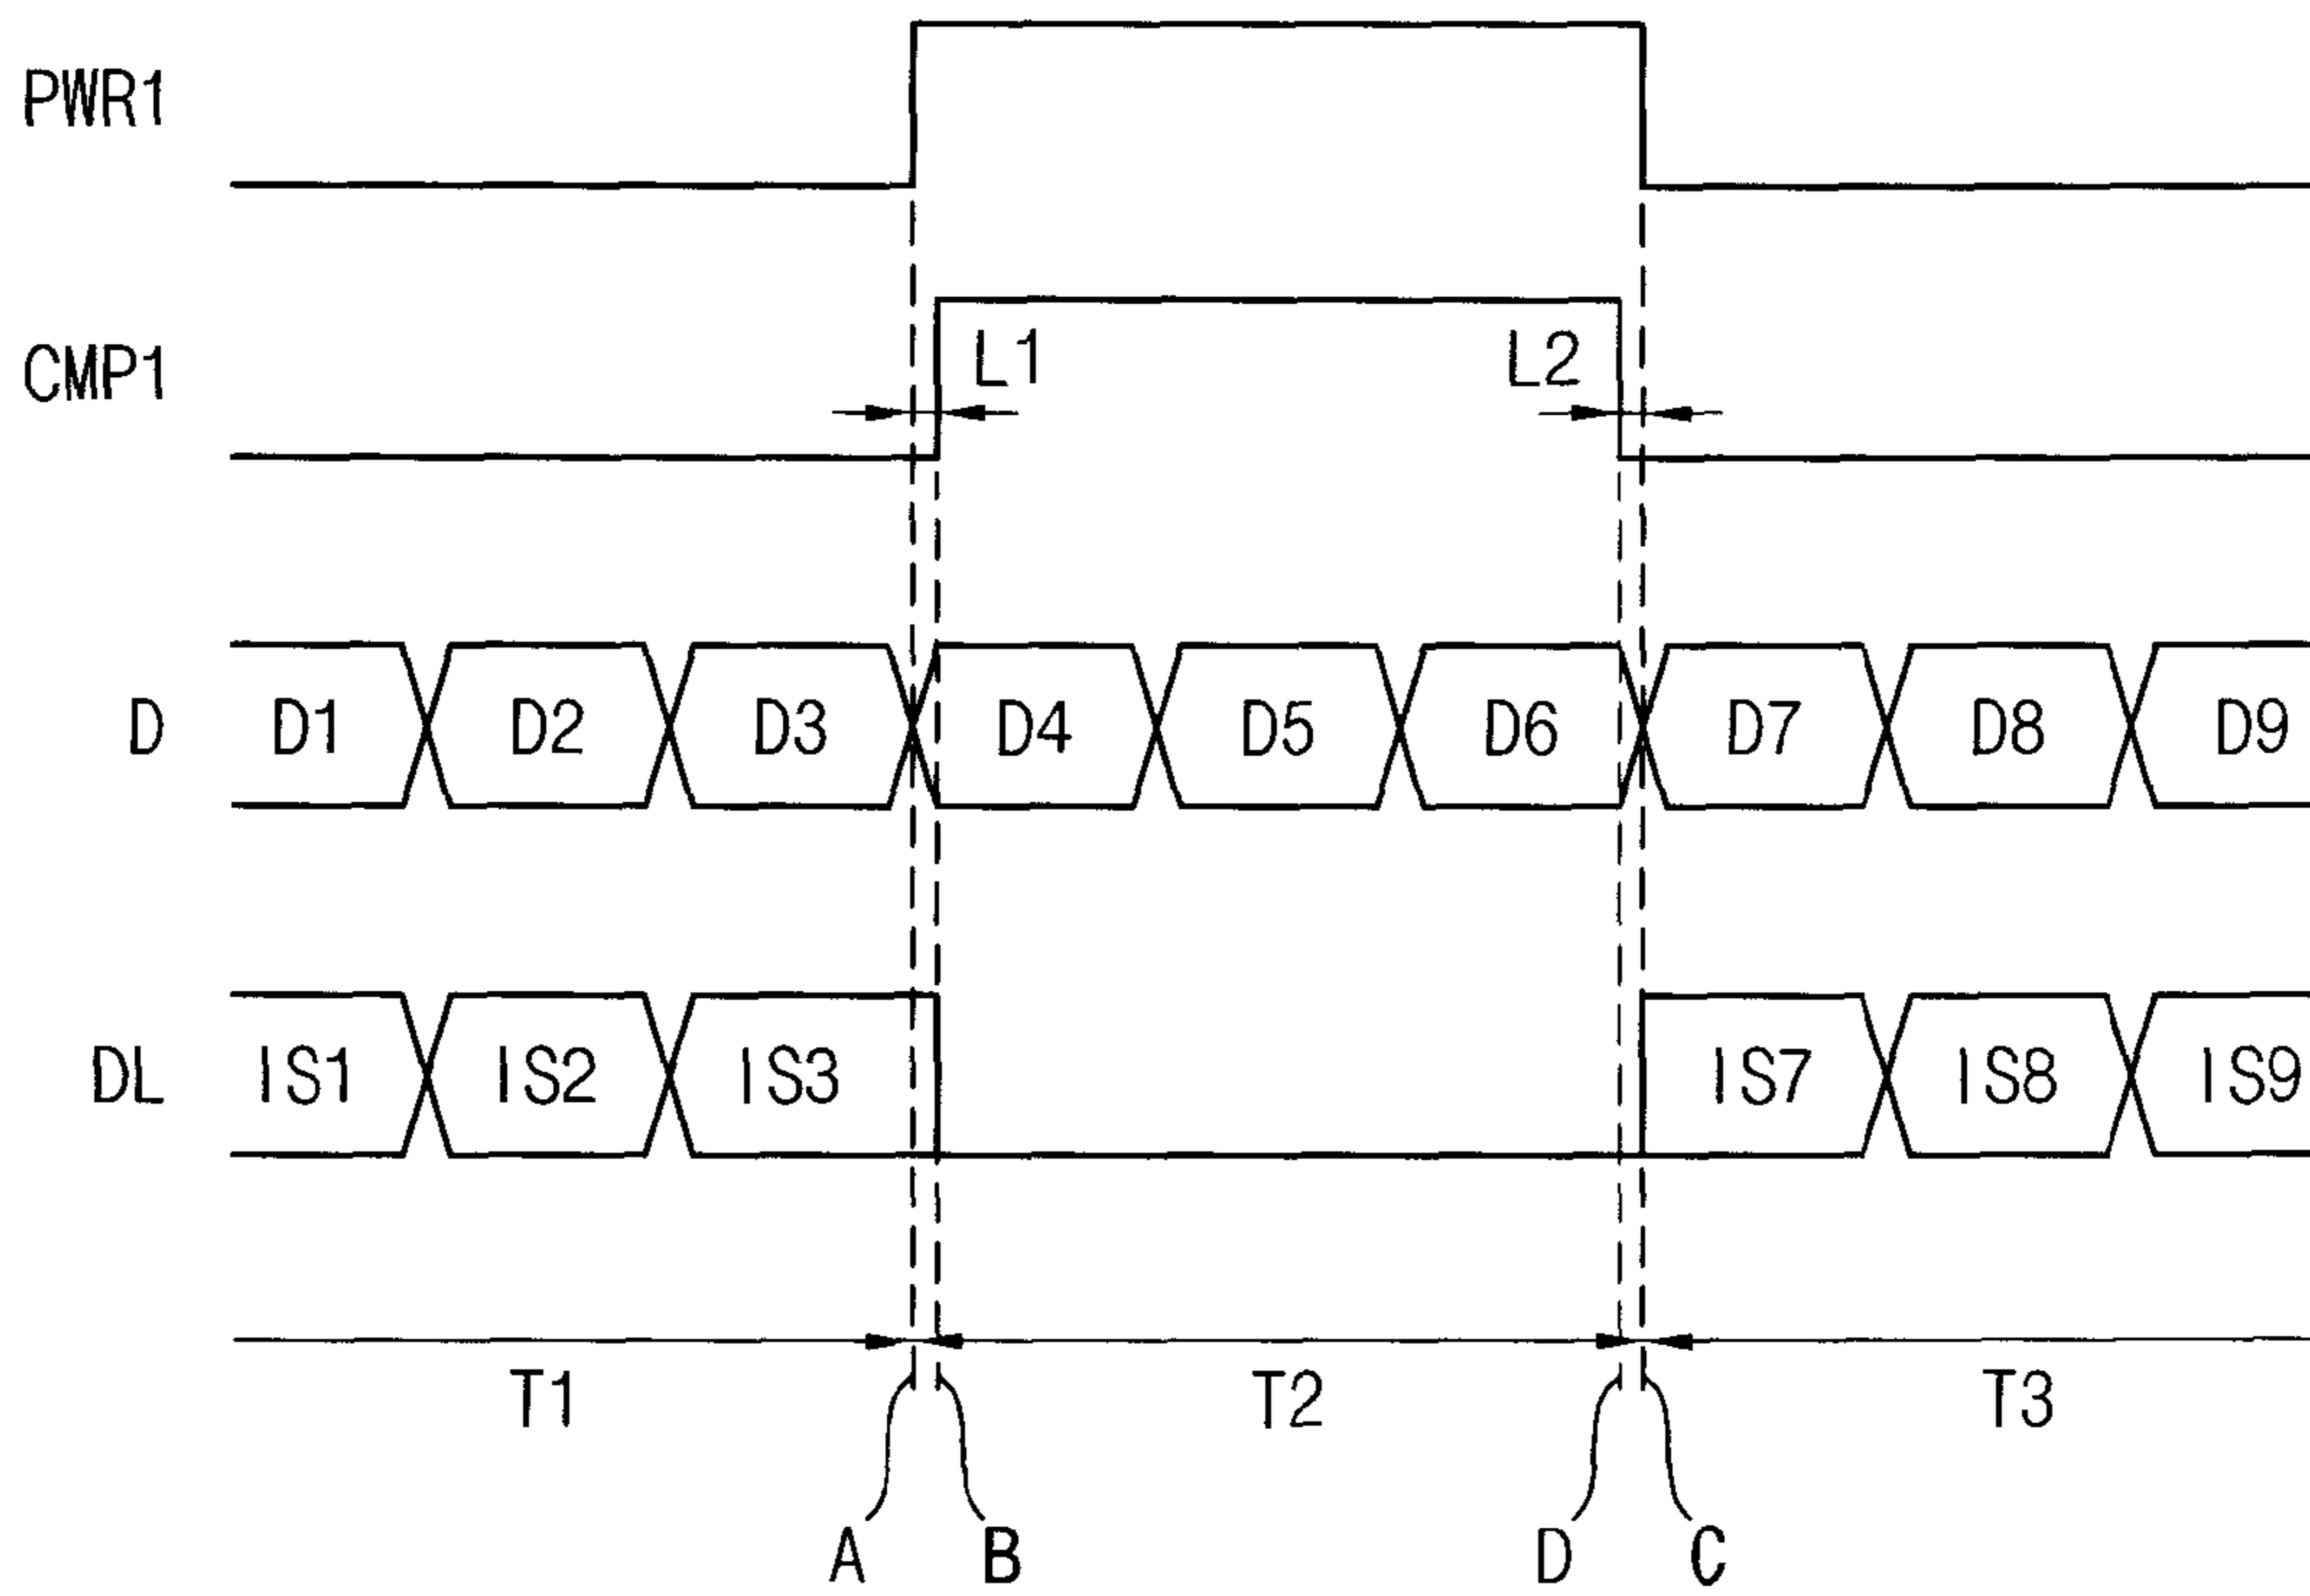 PWR1
CMP1 L1 L2
D D1 D2 D3 D4 D5 D6 D7 D8 D9
DL IS1 IS2 IS3 IS7 IS8 IS9
T1 T2 T3
A B D C